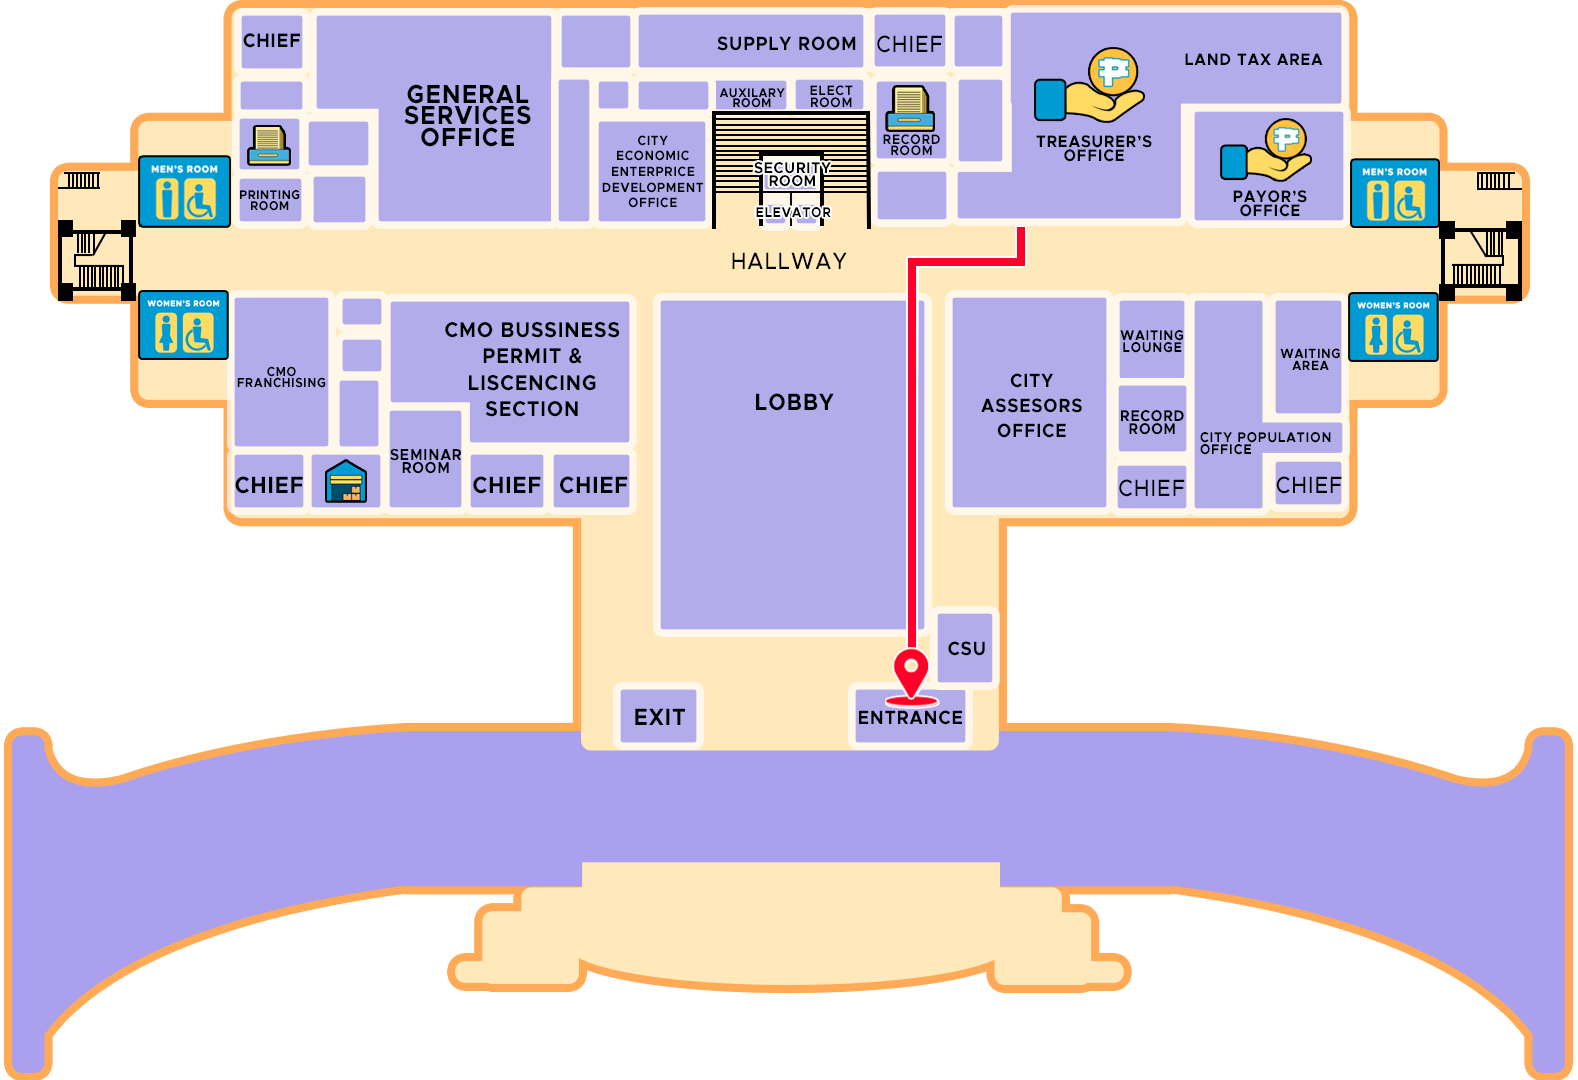 CHIEF
GENERAL
SERVICES
OFFICE
PRINTING
ROOM
MEN'S ROOM
SUPPLY ROOM
AUXILARY
ROOM
ELECT
ROOM
CITY
ECONOMIC
ENTERPRICE
DEVELOPMENT
OFFICE
SECURITY
ROOM
ELEVATOR
CHIEF
RECORD
ROOM
LAND TAX AREA
TREASURER'S
OFFICE
PAYOR'S
OFFICE
MEN'S ROOM
HALLWAY
WOMEN'S ROOM
CMO
FRANCHISING
CMO BUSSINESS
PERMIT &
LISCENCING
SECTION
SEMINAR
ROOM
CHIEF
CHIEF
CHIEF
LOBBY
CITY
ASSESORS
OFFICE
WAITING
LOUNGE
RECORD
ROOM
CHIEF
WAITING
AREA
CITY POPULATION
OFFICE
CHIEF
WOMEN'S ROOM
CSU
EXIT
ENTRANCE